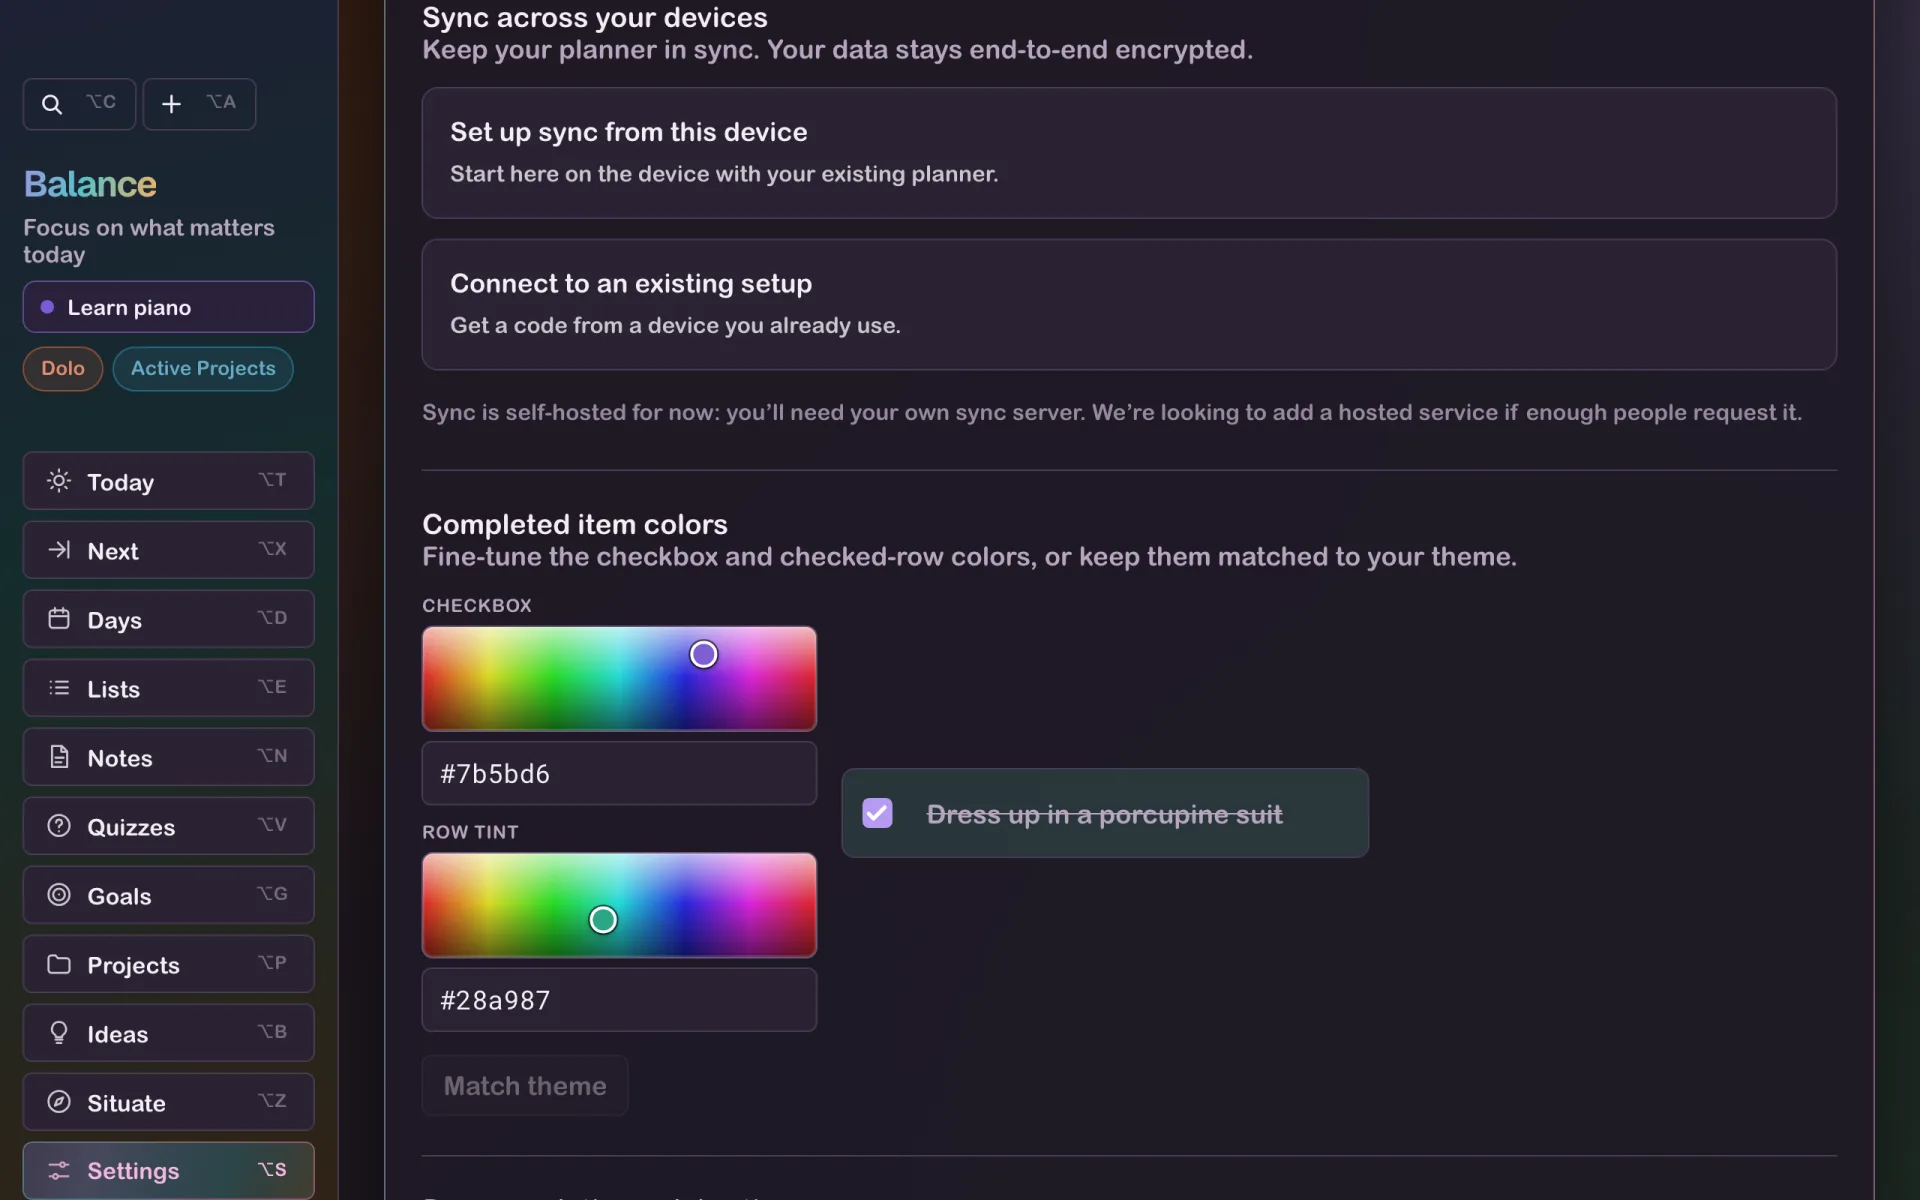 Sync across your devices
Keep your planner in sync. Your data stays end-to-end encrypted.
⌥C
⌥A
Balance
Focus on what matters
today
Learn piano
Dolo
Active Projects
Today ⌥T
Next ⌥X
Days ⌥D
Lists ⌥E
Notes ⌥N
Quizzes ⌥V
Goals ⌥G
Projects ⌥P
Ideas ⌥B
Situate ⌥Z
Settings ⌥S
Set up sync from this device
Start here on the device with your existing planner.
Connect to an existing setup
Get a code from a device you already use.
Sync is self-hosted for now: you’ll need your own sync server. We’re looking to add a hosted service if enough people request it.
Completed item colors
Fine-tune the checkbox and checked-row colors, or keep them matched to your theme.
CHECKBOX
#7b5bd6
Dress up in a porcupine suit
ROW TINT
#28a987
Match theme